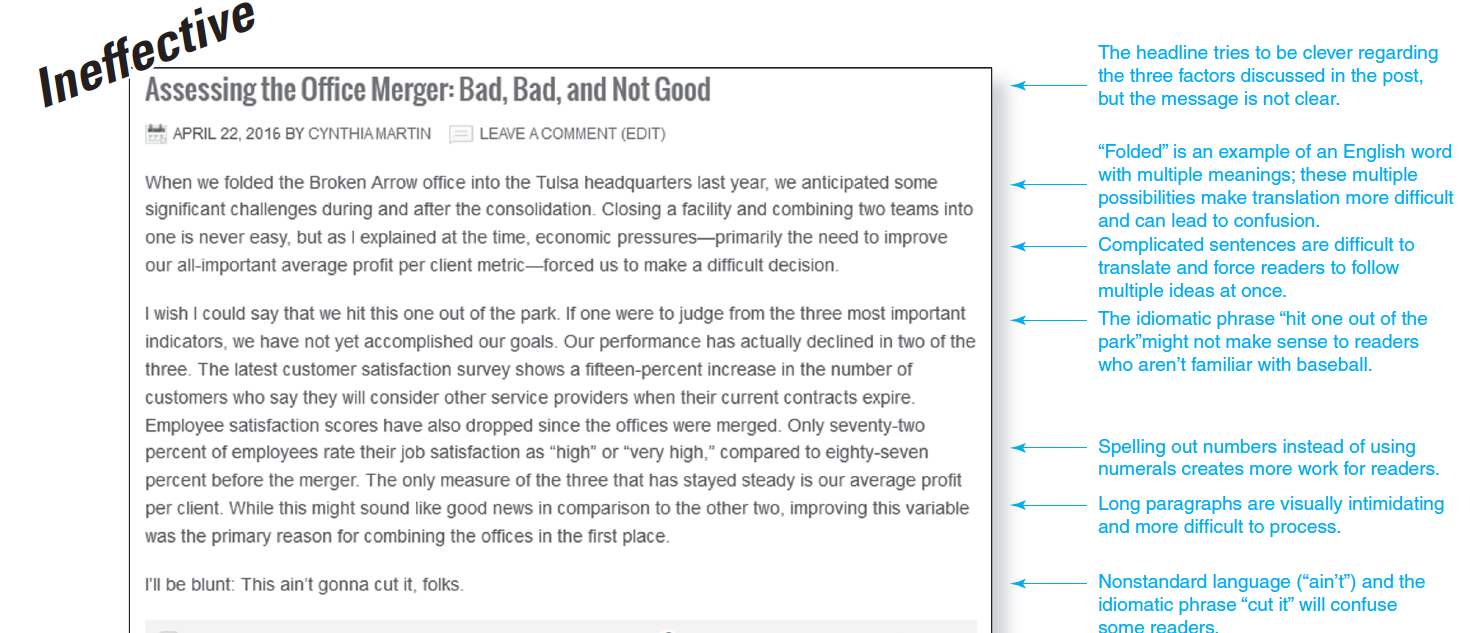 Ineffective
Assessing the Office Merger: Bad, Bad, and Not Good
APRIL 22, 2016 BY CYNTHIA MARTIN LEAVE A COMMENT (EDIT)
When we folded the Broken Arrow office into the Tulsa headquarters last year, we anticipated some
significant challenges during and after the consolidation. Closing a facility and combining two teams into
one is never easy, but as I explained at the time, economic pressures—primarily the need to improve
our all-important average profit per client metric—forced us to make a difficult decision.
I wish I could say that we hit this one out of the park. If one were to judge from the three most important
indicators, we have not yet accomplished our goals. Our performance has actually declined in two of the
three. The latest customer satisfaction survey shows a fifteen-percent increase in the number of
customers who say they will consider other service providers when their current contracts expire.
Employee satisfaction scores have also dropped since the offices were merged. Only seventy-two
percent of employees rate their job satisfaction as “high” or “very high,” compared to eighty-seven
percent before the merger. The only measure of the three that has stayed steady is our average profit
per client. While this might sound like good news in comparison to the other two, improving this variable
was the primary reason for combining the offices in the first place.
I’ll be blunt: This ain’t gonna cut it, folks.
The headline tries to be clever regarding
the three factors discussed in the post,
but the message is not clear.
“Folded” is an example of an English word
with multiple meanings; these multiple
possibilities make translation more difficult
and can lead to confusion.
Complicated sentences are difficult to
translate and force readers to follow
multiple ideas at once.
The idiomatic phrase “hit one out of the
park”might not make sense to readers
who aren’t familiar with baseball.
Spelling out numbers instead of using
numerals creates more work for readers.
Long paragraphs are visually intimidating
and more difficult to process.
Nonstandard language (“ain’t”) and the
idiomatic phrase “cut it” will confuse
some readers.